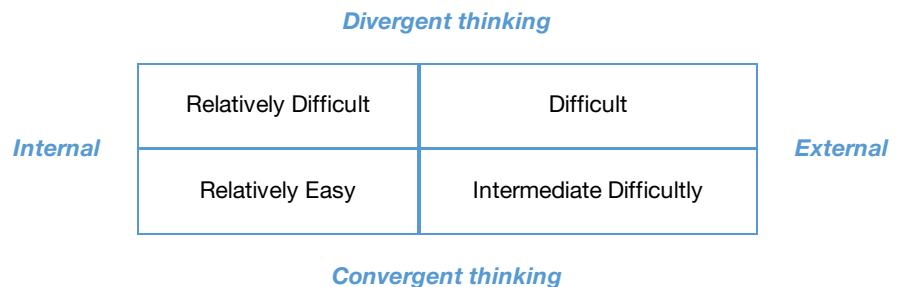 Divergent thinking
Relatively Difficult
Difficult
Internal
External
Relatively Easy
Intermediate Difficultly
Convergent thinking